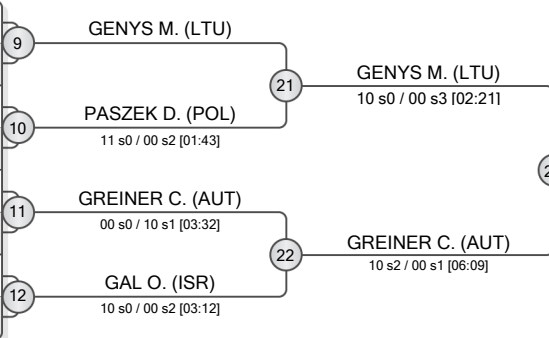 GENYS M. (LTU)
9
21
GENYS M. (LTU)
10 s0 / 00 s3 [02:21]
PASZEK D. (POL)
10
11 s0 / 00 s2 [01:43]
GREINER C. (AUT)
11
00 s0 / 10 s1 [03:32]
22
GREINER C. (AUT)
10 s2 / 00 s1 [06:09]
GAL O. (ISR)
12
10 s0 / 00 s2 [03:12]